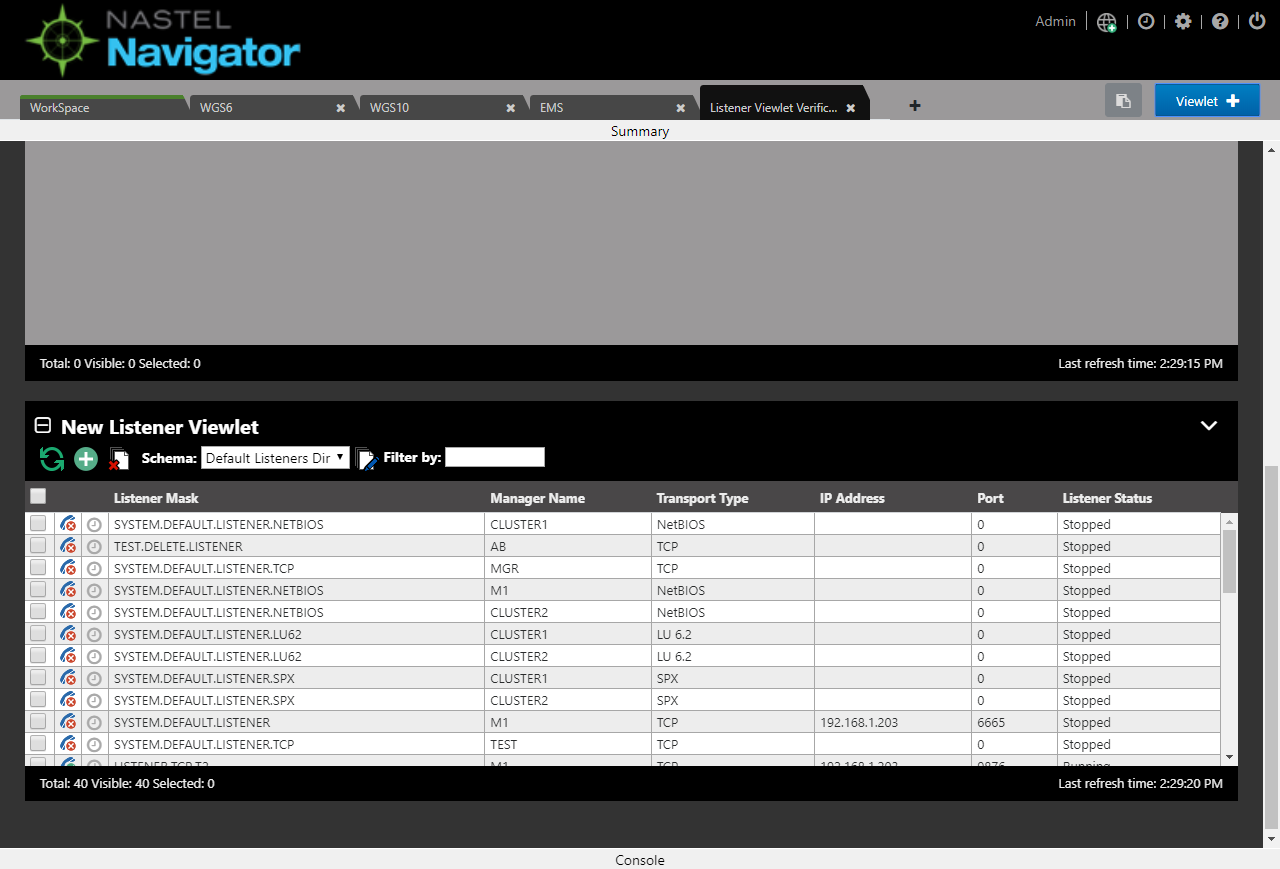 NASTEL
Navigator
Admin
WorkSpace WGS6 WGS10 EMS Listener Viewlet Verific... Viewlet
Summary
Total: 0 Visible: 0 Selected: 0 Last refresh time: 2:29:15 PM
New Listener Viewlet
Schema: Default Listeners Dir Filter by:
Listener Mask Manager Name Transport Type IP Address Port Listener Status
SYSTEM.DEFAULT.LISTENER.NETBIOS CLUSTER1 NetBIOS 0 Stopped
TEST.DELETE.LISTENER AB TCP 0 Stopped
SYSTEM.DEFAULT.LISTENER.TCP MGR TCP 0 Stopped
SYSTEM.DEFAULT.LISTENER.NETBIOS M1 NetBIOS 0 Stopped
SYSTEM.DEFAULT.LISTENER.NETBIOS CLUSTER2 NetBIOS 0 Stopped
SYSTEM.DEFAULT.LISTENER.LU62 CLUSTER1 LU 6.2 0 Stopped
SYSTEM.DEFAULT.LISTENER.LU62 CLUSTER2 LU 6.2 0 Stopped
SYSTEM.DEFAULT.LISTENER.SPX CLUSTER1 SPX 0 Stopped
SYSTEM.DEFAULT.LISTENER.SPX CLUSTER2 SPX 0 Stopped
SYSTEM.DEFAULT.LISTENER M1 TCP 192.168.1.203 6665 Stopped
SYSTEM.DEFAULT.LISTENER.TCP TEST TCP 0 Stopped
LISTENER.TCP.T2 M1 TCP 192.168.1.203 9876 Running
Total: 40 Visible: 40 Selected: 0 Last refresh time: 2:29:20 PM
Console